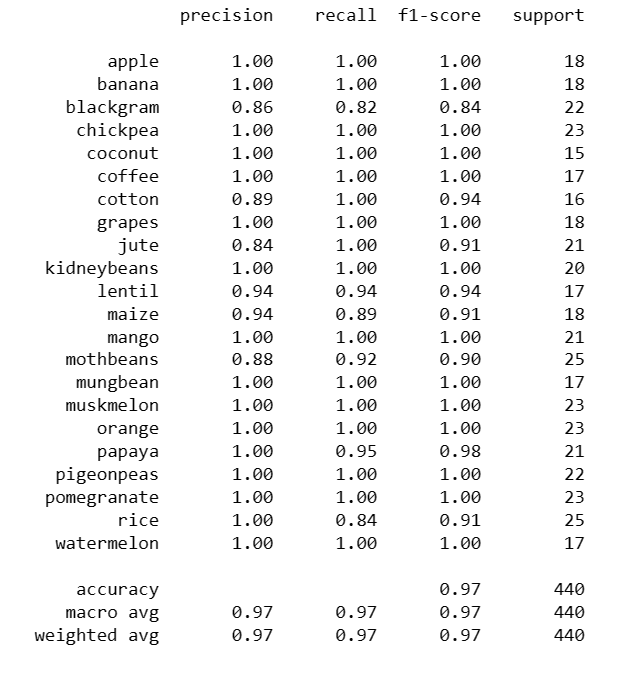 precision recall f1-score support
apple 1.00 1.00 1.00 18
banana 1.00 1.00 1.00 18
blackgram 0.86 0.82 0.84 22
chickpea 1.00 1.00 1.00 23
coconut 1.00 1.00 1.00 15
coffee 1.00 1.00 1.00 17
cotton 0.89 1.00 0.94 16
grapes 1.00 1.00 1.00 18
jute 0.84 1.00 0.91 21
kidneybeans 1.00 1.00 1.00 20
lentil 0.94 0.94 0.94 17
maize 0.94 0.89 0.91 18
mango 1.00 1.00 1.00 21
mothbeans 0.88 0.92 0.90 25
mungbean 1.00 1.00 1.00 17
muskmelon 1.00 1.00 1.00 23
orange 1.00 1.00 1.00 23
papaya 1.00 0.95 0.98 21
pigeonpeas 1.00 1.00 1.00 22
pomegranate 1.00 1.00 1.00 23
rice 1.00 0.84 0.91 25
watermelon 1.00 1.00 1.00 17
accuracy 0.97 440
macro avg 0.97 0.97 0.97 440
weighted avg 0.97 0.97 0.97 440